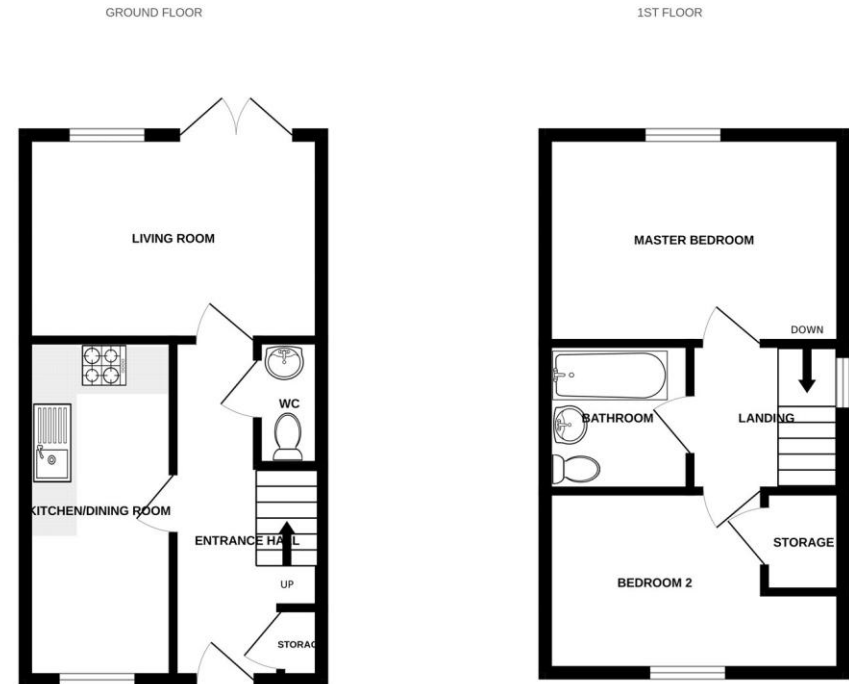 GROUND FLOOR
1ST FLOOR
LIVING ROOM
WC
KITCHEN/DINING ROOM
ENTRANCE HALL
UP
STORAG
MASTER BEDROOM
DOWN
BATHROOM
LANDING
STORAGE
BEDROOM 2